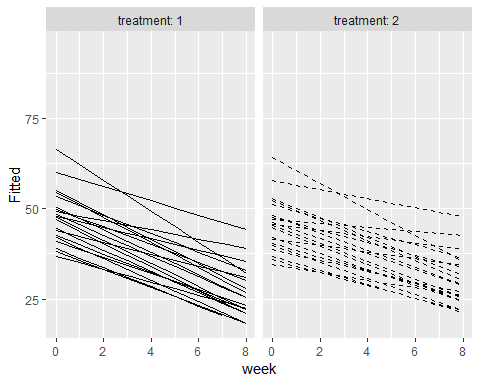 treatment: 1
treatment: 2
Fitted
75
50
25
0 2 4 6 8
0 2 4 6 8
week